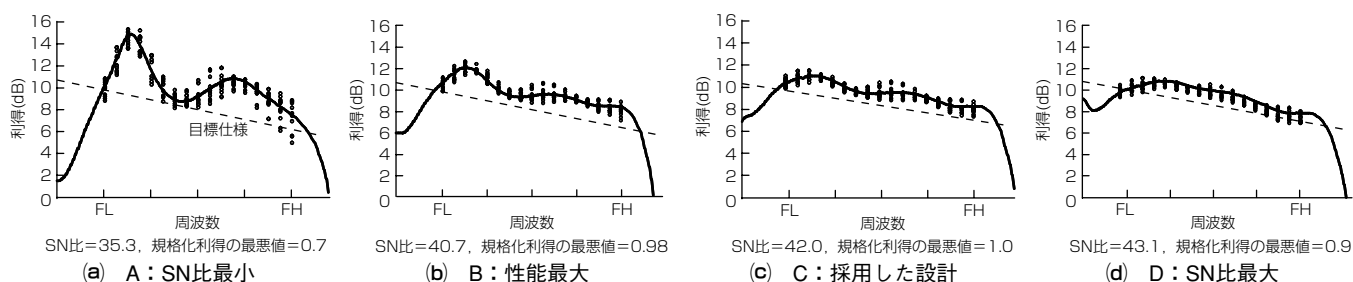 16
14
12
10
8
6
4
2
0
利得(dB)
目標仕様
FL
FH
周波数
SN比=35.3,規格化利得の最悪値=0.7
(a) A:SN比最小
16
14
12
10
8
6
4
2
0
利得(dB)
FL
FH
周波数
SN比=40.7,規格化利得の最悪値=0.98
(b) B:性能最大
16
14
12
10
8
6
4
2
0
利得(dB)
FL
FH
周波数
SN比=42.0,規格化利得の最悪値=1.0
(c) C:採用した設計
16
14
12
10
8
6
4
2
0
利得(dB)
FL
FH
周波数
SN比=43.1,規格化利得の最悪値=0.9
(d) D:SN比最大